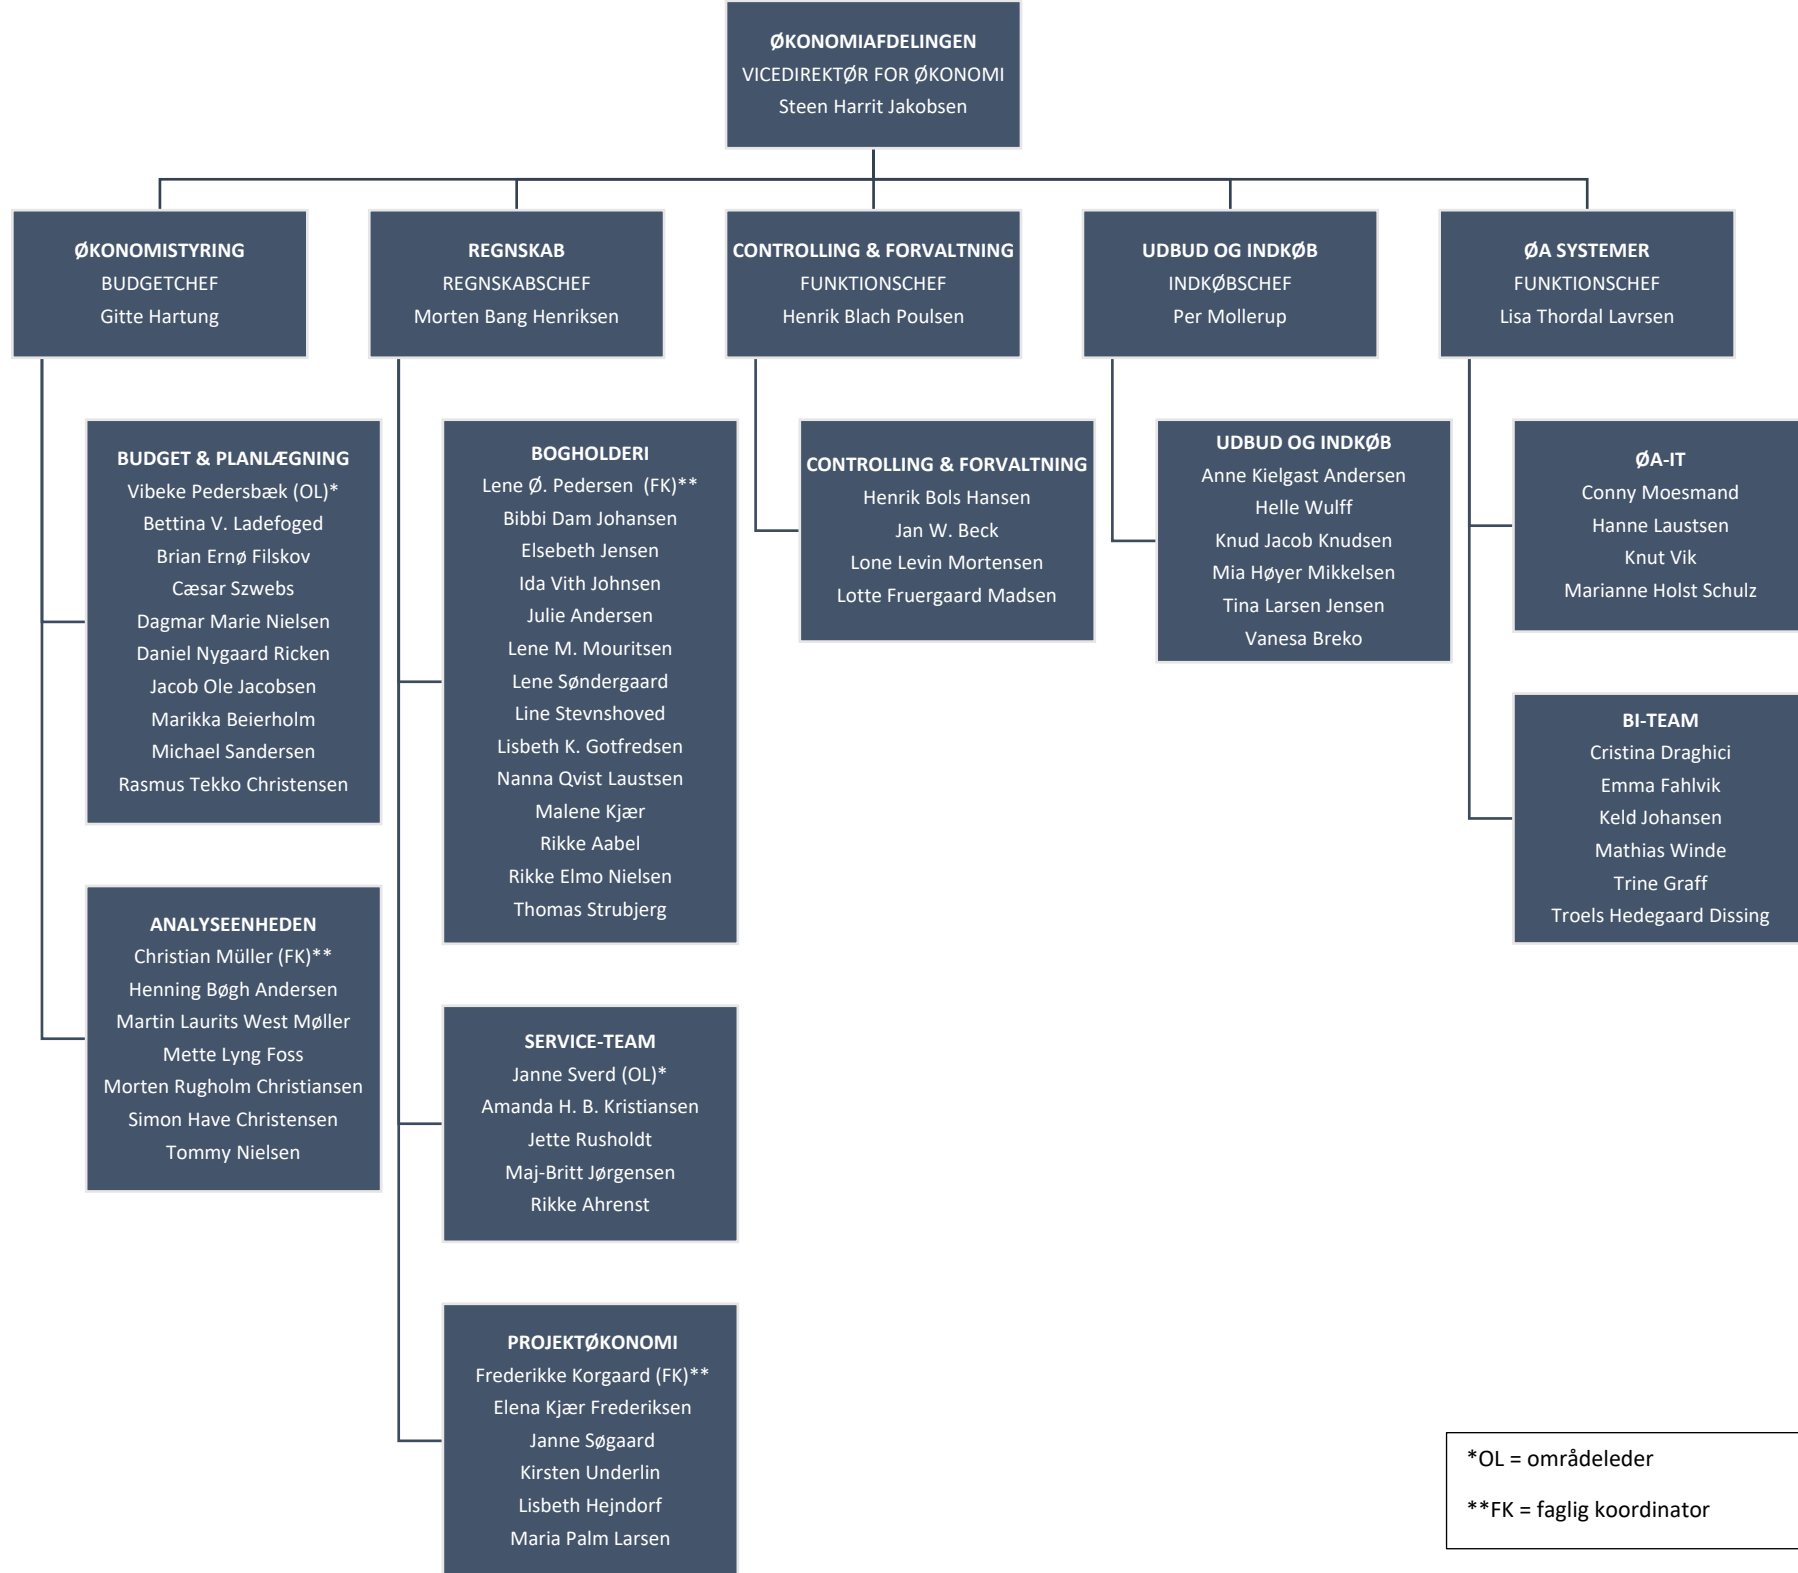 ØKONOMIAFDELINGEN
VICEDIREKTØR FOR ØKONOMI
Steen Harrit Jakobsen
ØKONOMISTYRING
BUDGETCHEF
Gitte Hartung
REGNSKAB
REGNSKABSCHEF
Morten Bang Henriksen
CONTROLLING & FORVALTNING
FUNKTIONSCHEF
Henrik Blach Poulsen
UDBUD OG INDKØB
INDKØBSCHEF
Per Mollerup
ØA SYSTEMER
FUNKTIONSCHEF
Lisa Thordal Lavrsen
BUDGET & PLANLÆGNING
Vibeke Pedersbæk (OL)*
Bettina V. Ladefoged
Brian Ernø Filskov
Cæsar Szwebs
Dagmar Marie Nielsen
Daniel Nygaard Ricken
Jacob Ole Jacobsen
Marikka Beierholm
Michael Sandersen
Rasmus Tekko Christensen
ANALYSEENHEDEN
Christian Müller (FK)**
Henning Bøgh Andersen
Martin Laurits West Møller
Mette Lyng Foss
Morten Rugholm Christiansen
Simon Have Christensen
Tommy Nielsen
BOGHOLDERI
Lene Ø. Pedersen (FK)**
Bibbi Dam Johansen
Elsebeth Jensen
Ida Vith Johnsen
Julie Andersen
Lene M. Mouritsen
Lene Søndergaard
Line Stevnshoved
Lisbeth K. Gotfredsen
Nanna Qvist Laustsen
Malene Kjær
Rikke Aabel
Rikke Elmo Nielsen
Thomas Strubjerg
SERVICE-TEAM
Janne Sverd (OL)*
Amanda H. B. Kristiansen
Jette Rusholdt
Maj-Britt Jørgensen
Rikke Ahrenst
PROJEKTØKONOMI
Frederikke Korgaard (FK)**
Elena Kjær Frederiksen
Janne Søgaard
Kirsten Underlin
Lisbeth Hejndorf
Maria Palm Larsen
CONTROLLING & FORVALTNING
Henrik Bols Hansen
Jan W. Beck
Lone Levin Mortensen
Lotte Fruergaard Madsen
UDBUD OG INDKØB
Anne Kielgast Andersen
Helle Wulff
Knud Jacob Knudsen
Mia Høyer Mikkelsen
Tina Larsen Jensen
Vanesa Breko
ØA-IT
Conny Moesmand
Hanne Laustsen
Knut Vik
Marianne Holst Schulz
BI-TEAM
Cristina Draghici
Emma Fahlvik
Keld Johansen
Mathias Winde
Trine Graff
Troels Hedegaard Dissing
*OL = områdeleder
**FK = faglig koordinator